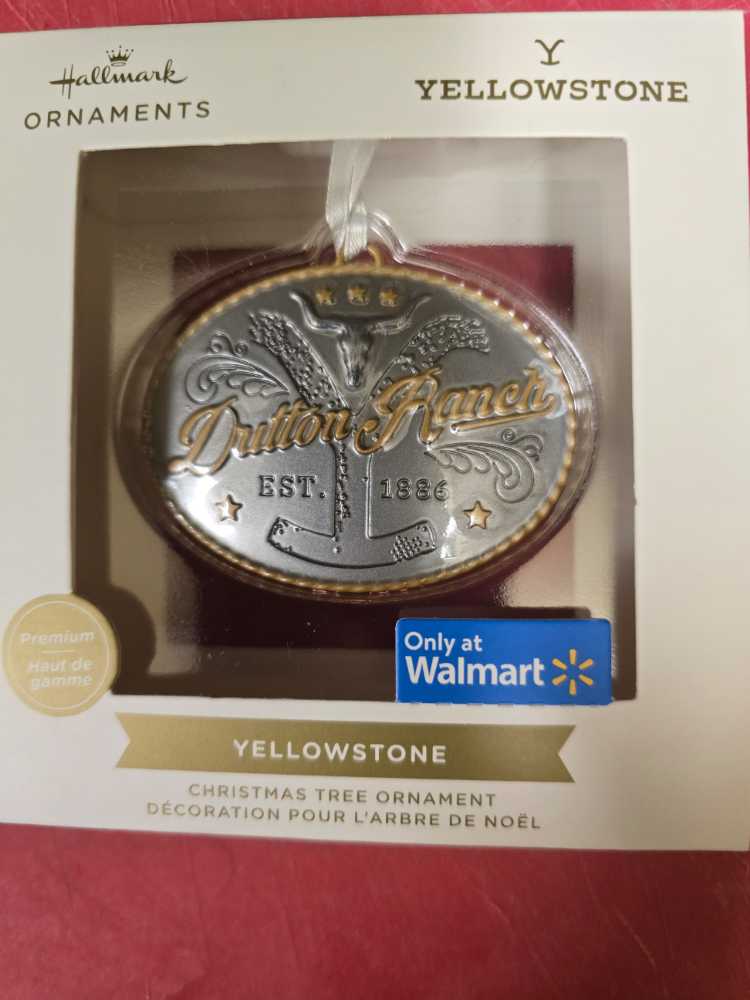 Hallmark
ORNAMENTS
Y
YELLOWSTONE
Dutton Ranch
EST. 1886
Premium
Haut de
gamme
Only at
Walmart
YELLOWSTONE
CHRISTMAS TREE ORNAMENT
DÉCORATION POUR L'ARBRE DE NOËL